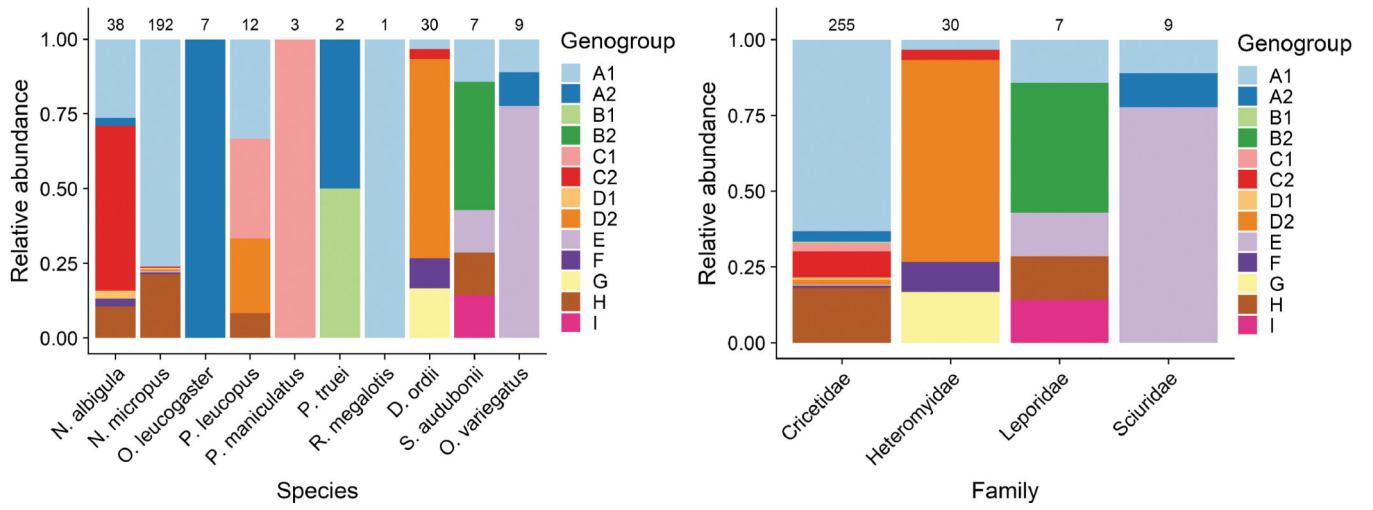 38 192 7 12 3 2 1 30 7 9
1.00
0.75
0.50
0.25
0.00
Relative abundance
N. albigula
N. micropus
O. leucogaster
P. leucopus
P. maniculatus
P. truei
R. megalotis
D. ordii
S. audubonii
O. variegatus
Species
Genogroup
A1
A2
B1
B2
C1
C2
D1
D2
E
F
G
H
I
255 30 7 9
1.00
0.75
0.50
0.25
0.00
Relative abundance
Cricetidae
Heteromyidae
Leporidae
Sciuridae
Family
Genogroup
A1
A2
B1
B2
C1
C2
D1
D2
E
F
G
H
I